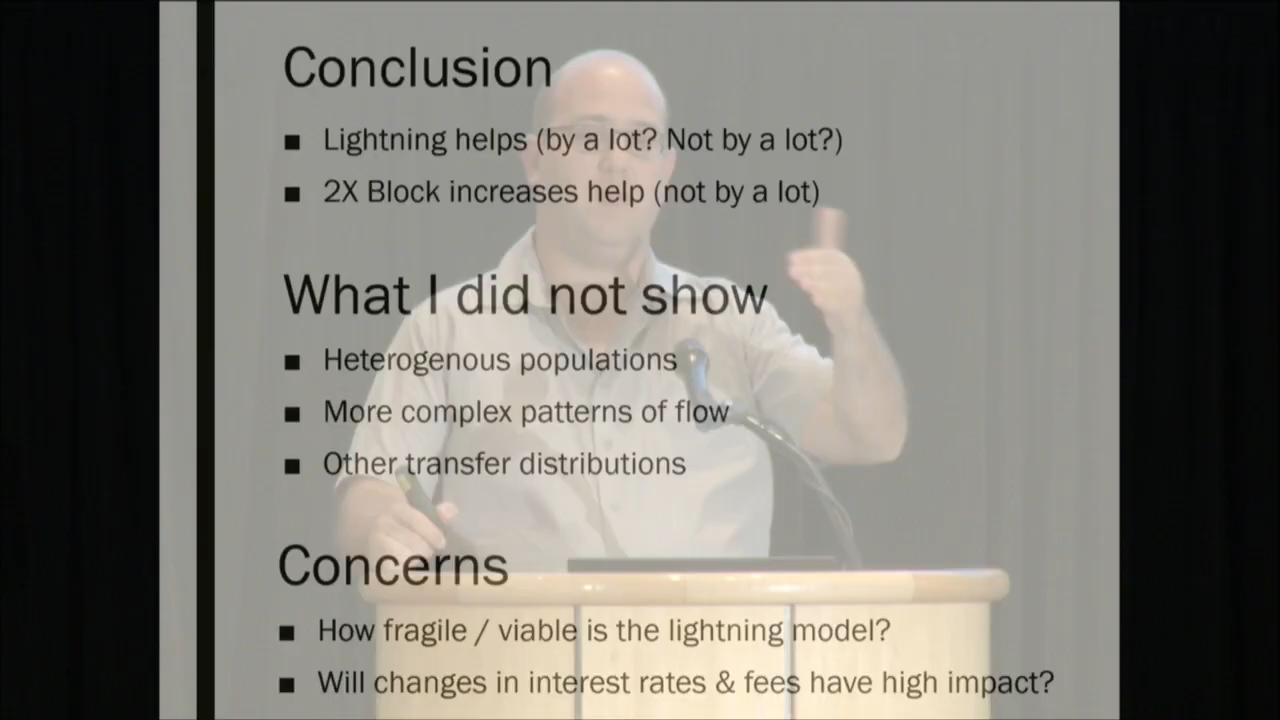 Conclusion
■ Lightning helps (by a lot? Not by a lot?)
■ 2X Block increases help (not by a lot)
What I did not show
■ Heterogenous populations
■ More complex patterns of flow
■ Other transfer distributions
Concerns
■ How fragile / viable is the lightning model?
■ Will changes in interest rates & fees have high impact?